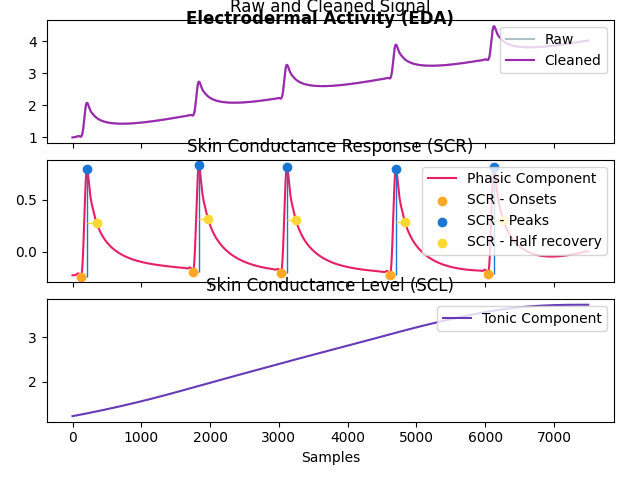 Raw and Cleaned Signal
Electrodermal Activity (EDA)
4
3
2
1
Raw
Cleaned
Skin Conductance Response (SCR)
0.5
0.0
Phasic Component
SCR - Onsets
SCR - Peaks
SCR - Half recovery
Skin Conductance Level (SCL)
3
2
Tonic Component
0 1000 2000 3000 4000 5000 6000 7000
Samples